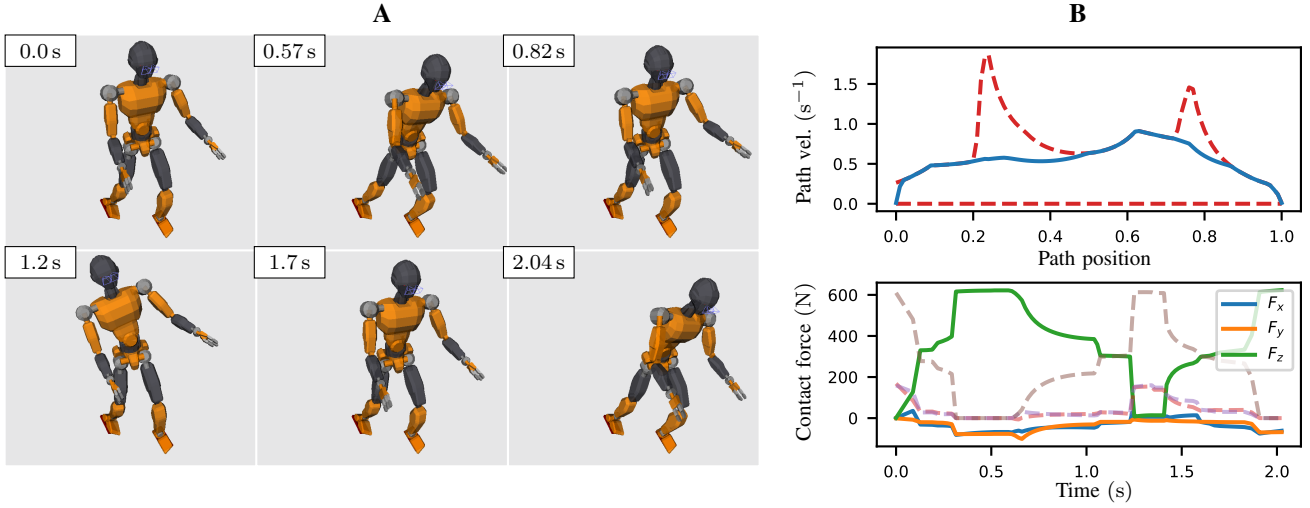 A
B
0.0 s
0.57 s
0.82 s
1.2 s
1.7 s
2.04 s
Path vel. (s⁻¹)
1.5
1.0
0.5
0.0
0.0 0.2 0.4 0.6 0.8 1.0
Path position
Contact force (N)
600
400
200
0
Fx
Fy
Fz
0.0 0.5 1.0 1.5 2.0
Time (s)